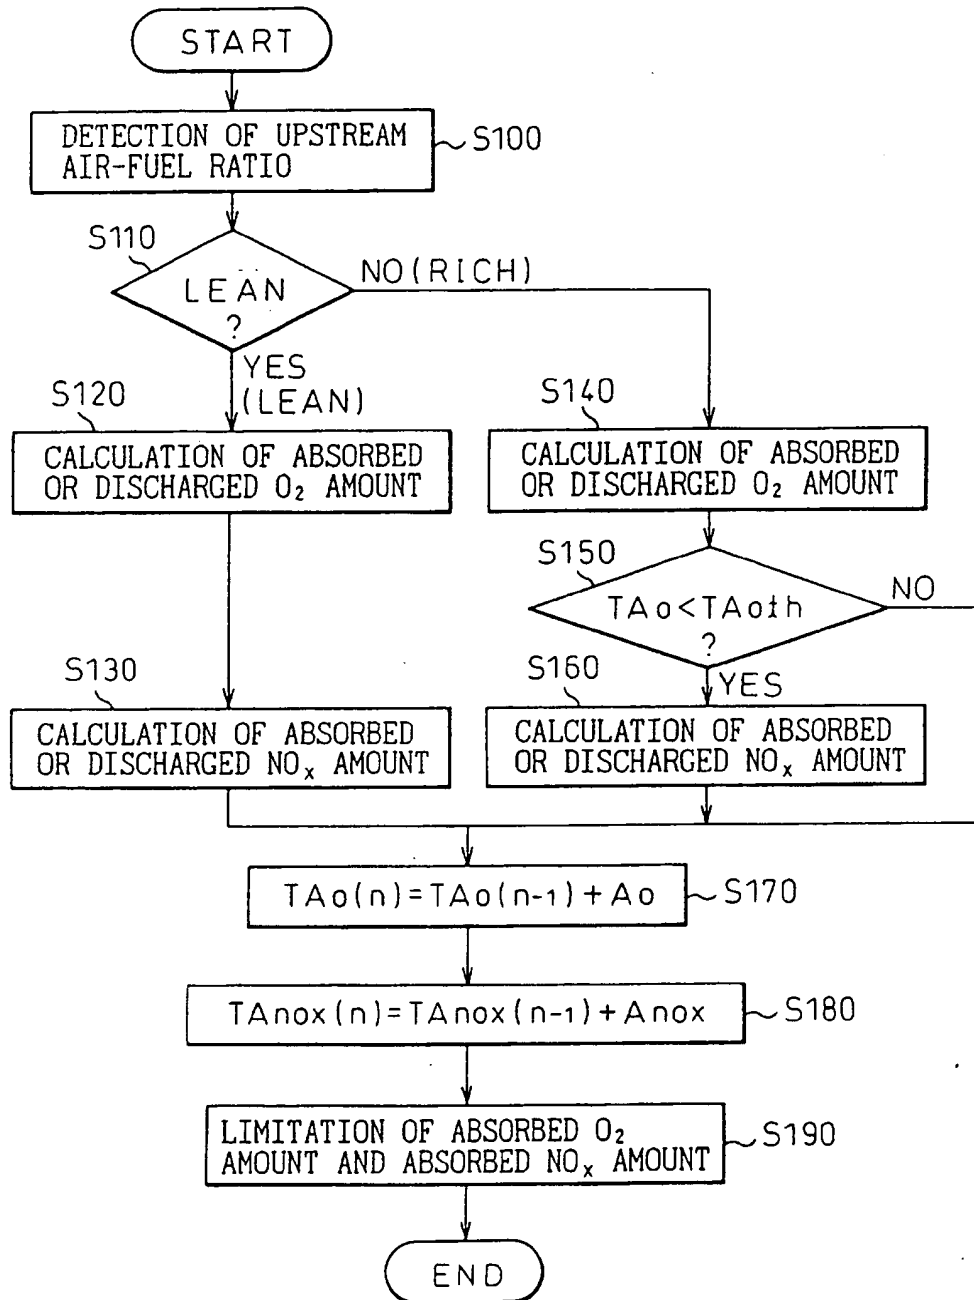 START
DETECTION OF UPSTREAM
AIR-FUEL RATIO
S100
S110
LEAN
?
NO(RICH)
YES
(LEAN)
S120
CALCULATION OF ABSORBED
OR DISCHARGED O₂ AMOUNT
S140
CALCULATION OF ABSORBED
OR DISCHARGED O₂ AMOUNT
S150
TAo<TAoth
?
NO
YES
S130
CALCULATION OF ABSORBED
OR DISCHARGED NOₓ AMOUNT
S160
CALCULATION OF ABSORBED
OR DISCHARGED NOₓ AMOUNT
TAo(n)=TAo(n-1)+Ao
S170
TAnox(n)=TAnox(n-1)+Anox
S180
LIMITATION OF ABSORBED O₂
AMOUNT AND ABSORBED NOₓ AMOUNT
S190
END